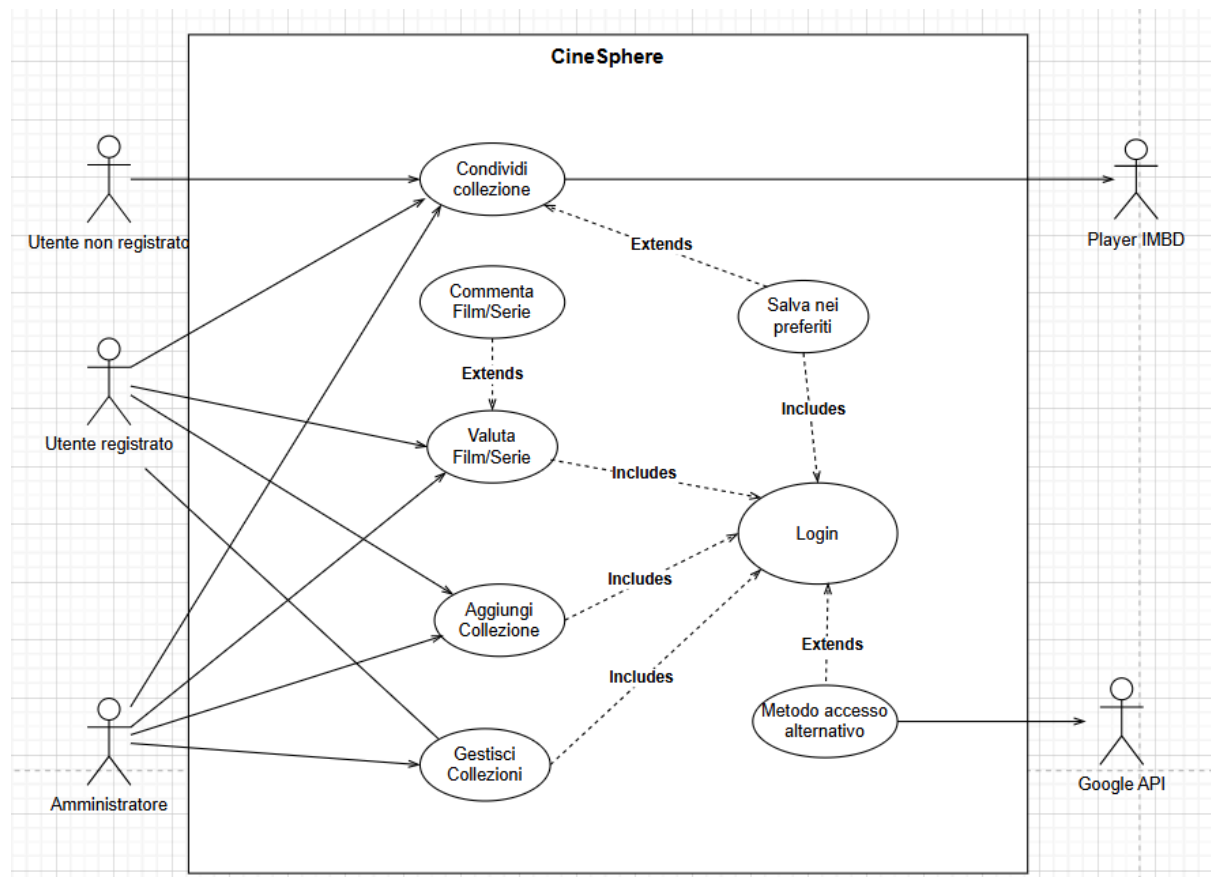 CineSphere
Condividi
collezione
Utente non registrato
Player IMBD
Extends
Commenta
Film/Serie
Salva nei
preferiti
Extends
Utente registrato
Includes
Valuta
Film/Serie
Includes
Login
Includes
Aggiungi
Collezione
Extends
Includes
Metodo accesso
alternativo
Gestisci
Collezioni
Google API
Amministratore